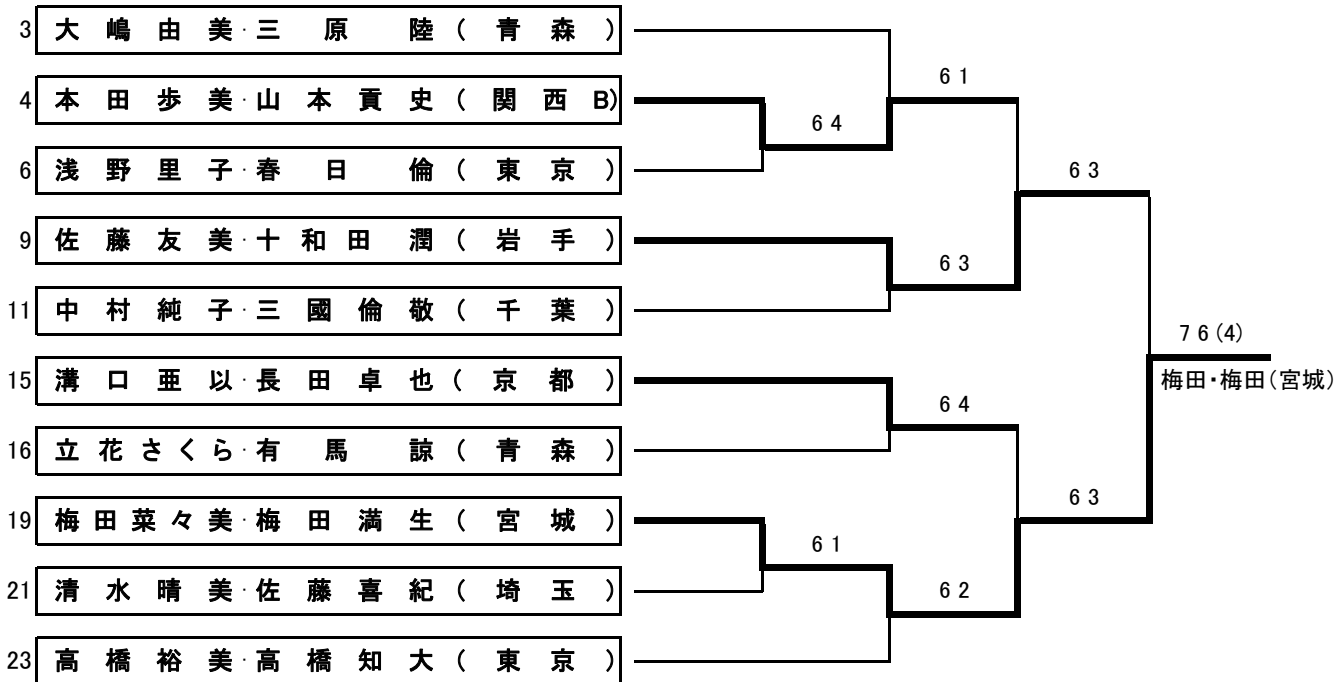 3 大嶋由美・三原陸(青森)
6 1
4 本田歩美・山本貢史(関西B)
6 4
6 浅野里子・春日倫(東京)
6 3
9 佐藤友美・十和田潤(岩手)
6 3
11 中村純子・三國倫敬(千葉)
7 6(4)
15 溝口亜以・長田卓也(京都)
梅田・梅田(宮城)
6 4
16 立花さくら・有馬諒(青森)
19 梅田菜々美・梅田満生(宮城)
6 3
6 1
21 清水晴美・佐藤喜紀(埼玉)
6 2
23 高橋裕美・高橋知大(東京)